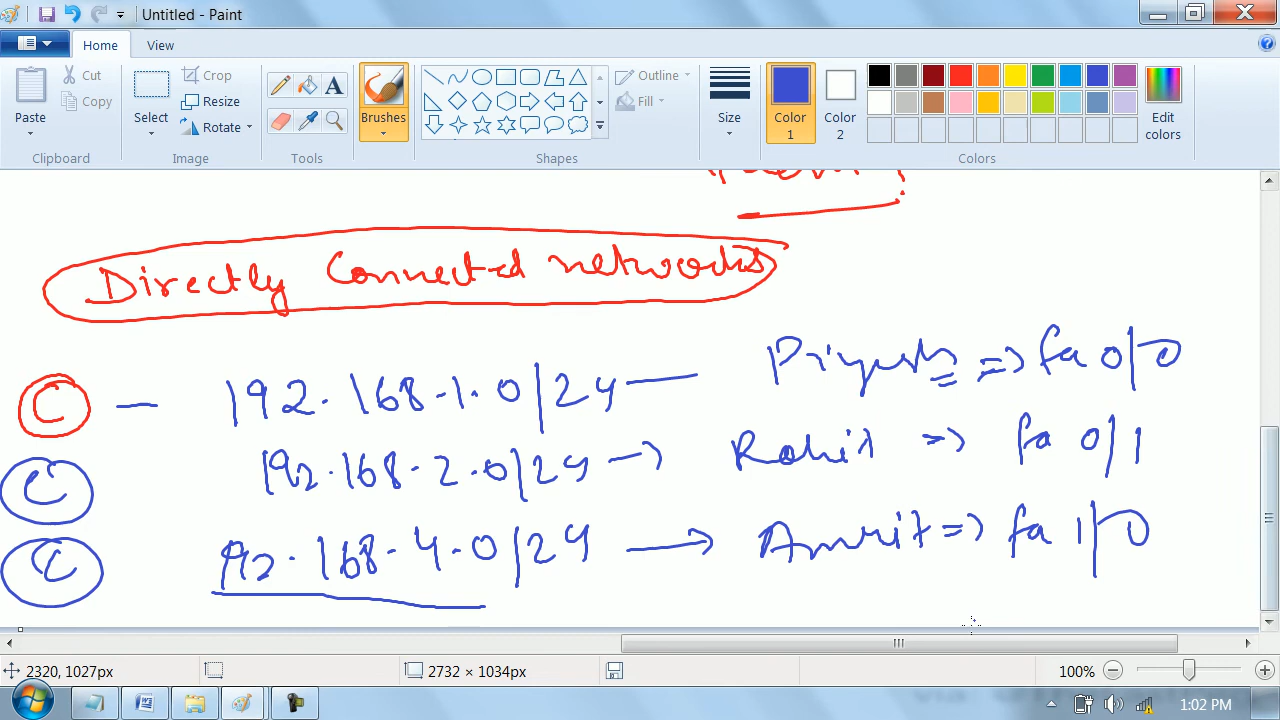 Untitled - Paint
Home View
Paste Cut Copy Select Crop Resize Rotate Brushes Outline Fill Size Color 1 Color 2 Edit colors
Clipboard Image Tools Shapes Colors
Directly Connected networks
C — 192.168.1.0/24 — Piyush => fa 0/0
C 192.168.2.0/24 → Rohit => fa 0/1
C 192.168.4.0/24 → Amrit => fa 1/0
2320, 1027px 2732 × 1034px 100%
1:02 PM